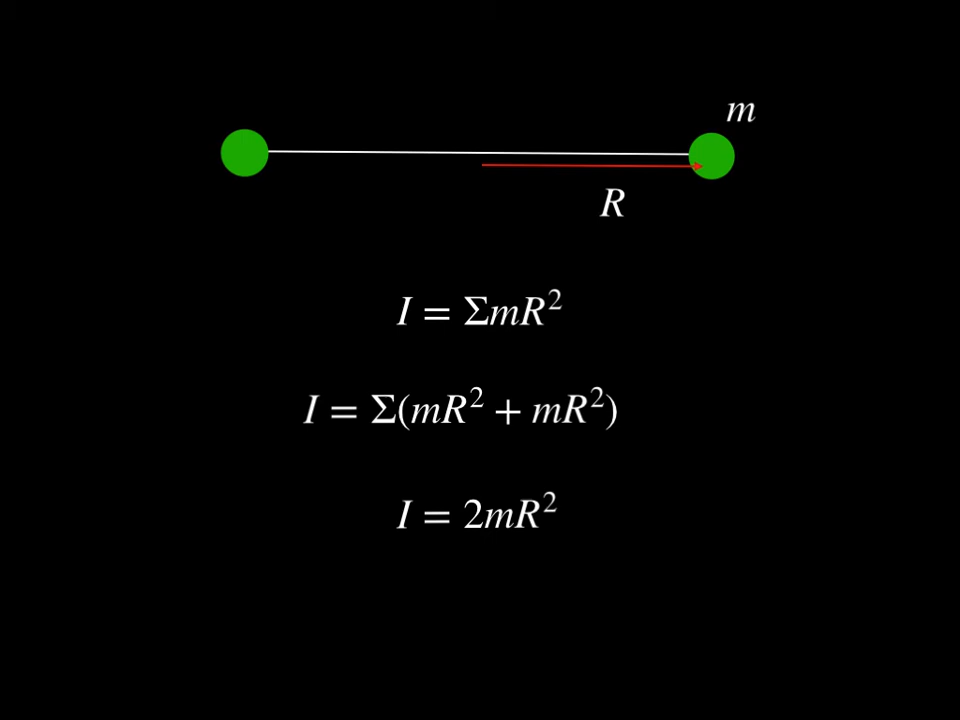 m
R
I = ΣmR²
I = Σ(mR² + mR²)
I = 2mR²